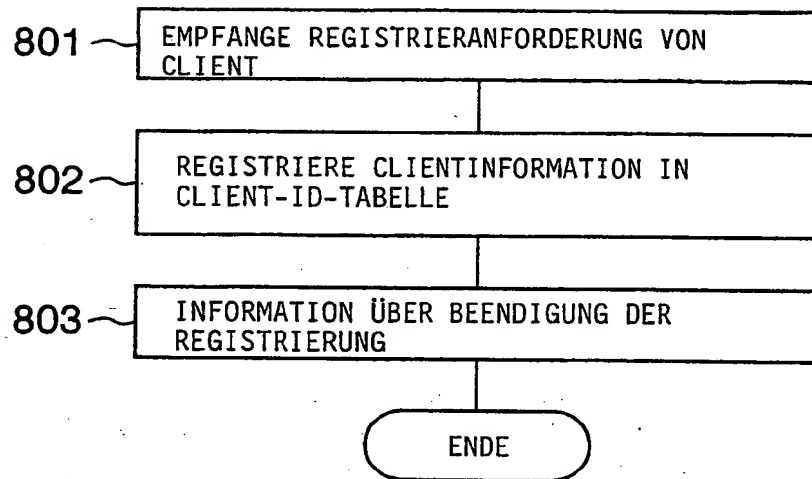 801
EMPFANGE REGISTRIERANFORDERUNG VON
CLIENT
802
REGISTRIERE CLIENTINFORMATION IN
CLIENT-ID-TABELLE
803
INFORMATION ÜBER BEENDIGUNG DER
REGISTRIERUNG
ENDE